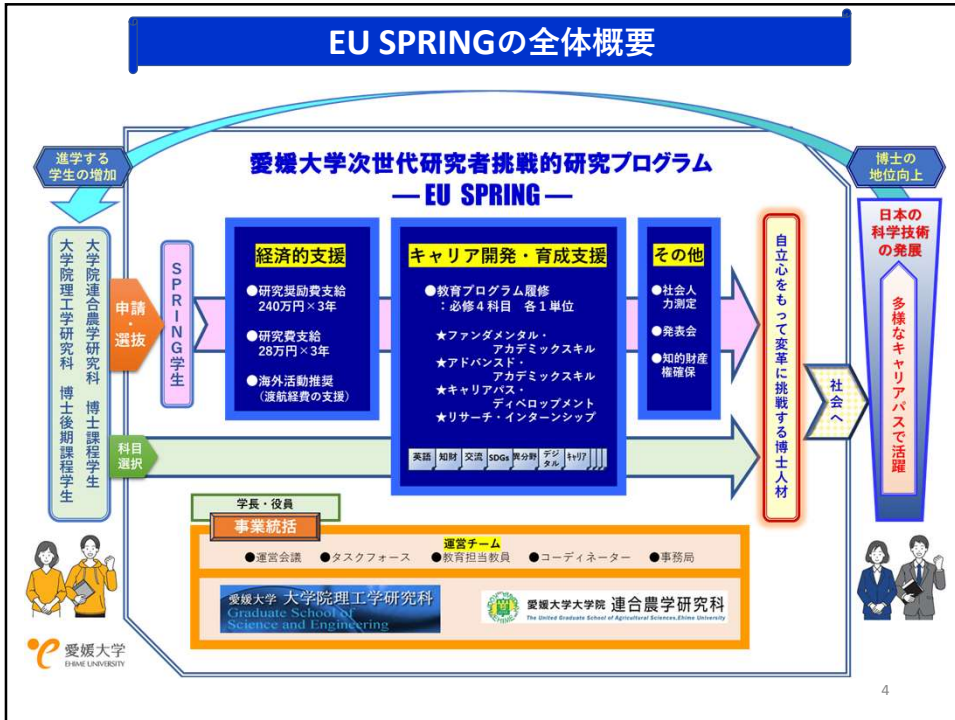 EU SPRINGの全体概要
進学する
学生の増加
愛媛大学次世代研究者挑戦的研究プログラム
― EU SPRING ―
博士の
地位向上
大学院連合農学研究科 博士課程学生
大学院理工学研究科 博士後期課程学生
申請・選抜
科目
選択
SPRING学生
経済的支援
●研究奨励費支給
240万円×3年
●研究費支給
28万円×3年
●海外活動推奨
(渡航経費の支援)
キャリア開発・育成支援
●教育プログラム履修
:必修4科目 各1単位
★ファンダメンタル・
アカデミックスキル
★アドバンスド・
アカデミックスキル
★キャリアパス・
ディベロップメント
★リサーチ・インターンシップ
英語 知財 交流 SDGs 異分野 デジタル キャリア
その他
●社会人
力測定
●発表会
●知的財産
権確保
自立心をもって変革に挑戦する博士人材
社会へ
日本の
科学技術
の発展
多様なキャリアパスで活躍
学長・役員
事業統括
運営チーム
●運営会議 ●タスクフォース ●教育担当教員 ●コーディネーター ●事務局
愛媛大学 大学院理工学研究科
Graduate School of
Science and Engineering
愛媛大学大学院 連合農学研究科
The United Graduate School of Agricultural Sciences,Ehime University
愛媛大学
EHIME UNIVERSITY
4